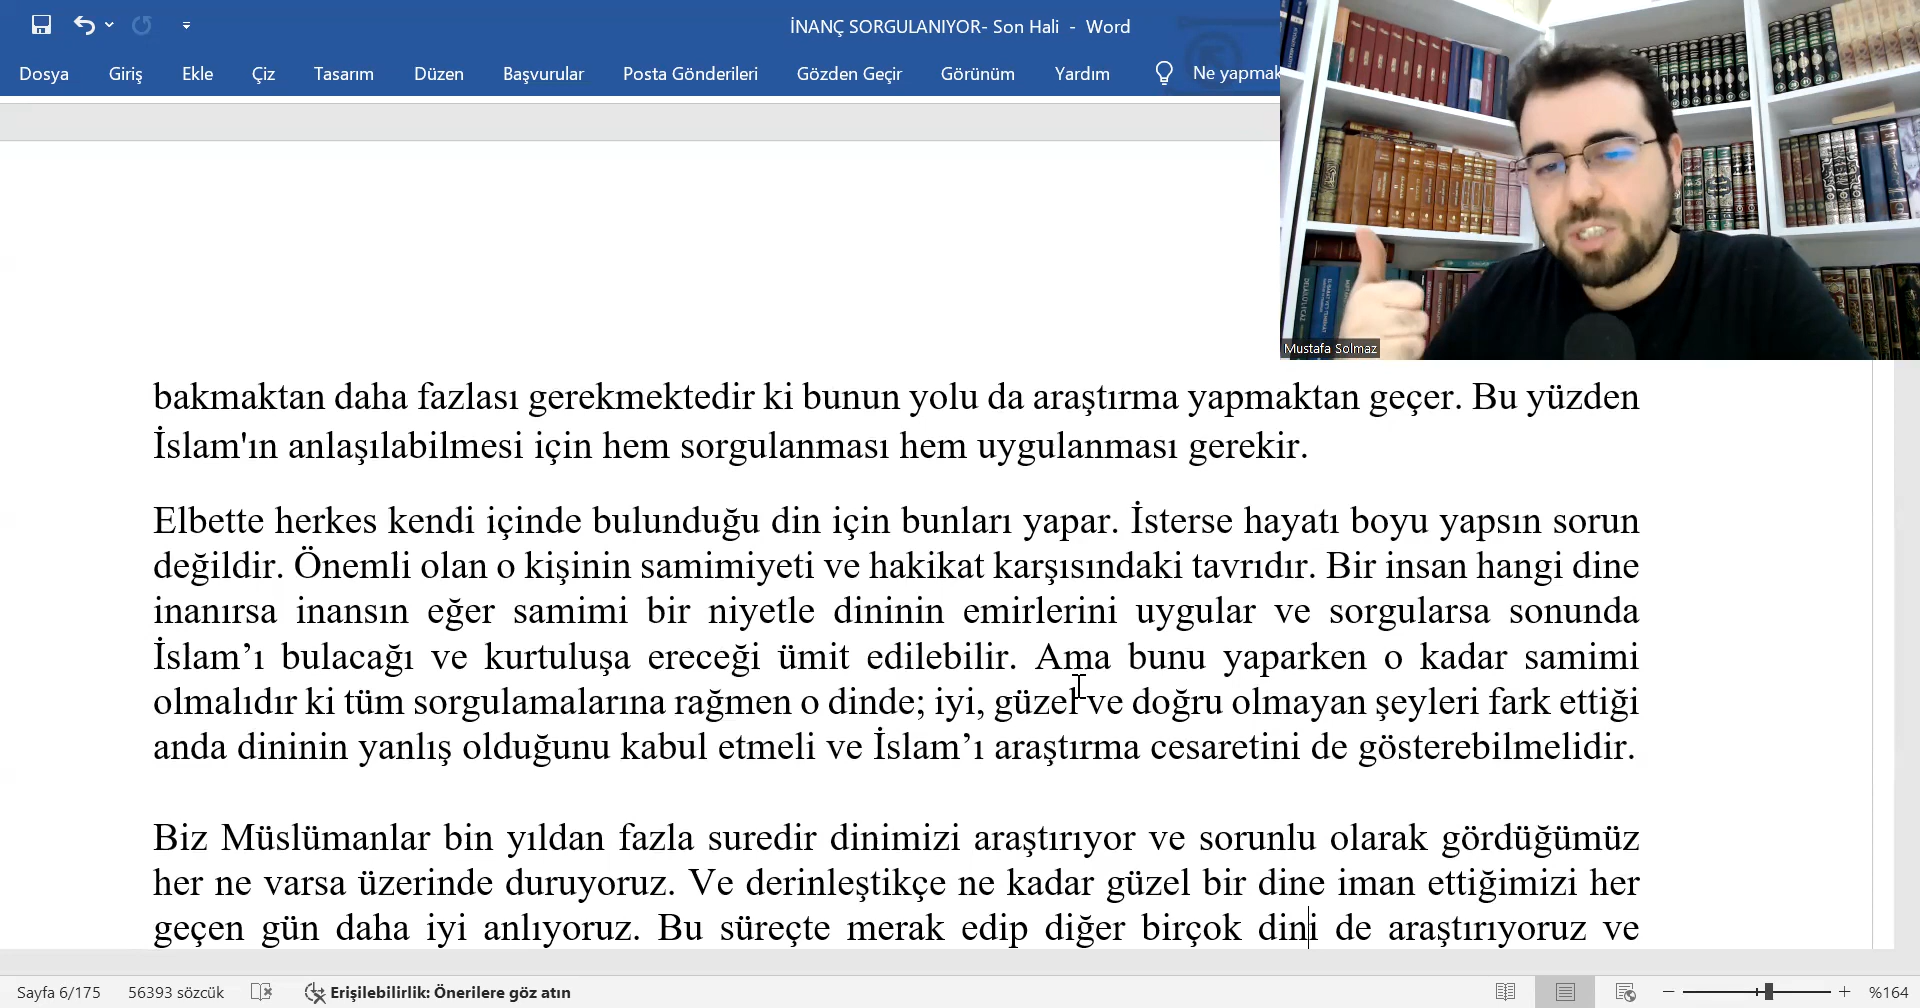 İNANÇ SORGULANIYOR- Son Hali - Word
Dosya Giriş Ekle Çiz Tasarım Düzen Başvurular Posta Gönderileri Gözden Geçir Görünüm Yardım Ne yapmak
Mustafa Solmaz
bakmaktan daha fazlası gerekmektedir ki bunun yolu da araştırma yapmaktan geçer. Bu yüzden
İslam'ın anlaşılabilmesi için hem sorgulanması hem uygulanması gerekir.
Elbette herkes kendi içinde bulunduğu din için bunları yapar. İsterse hayatı boyu yapsın sorun
değildir. Önemli olan o kişinin samimiyeti ve hakikat karşısındaki tavrıdır. Bir insan hangi dine
inanırsa inansın eğer samimi bir niyetle dininin emirlerini uygular ve sorgularsa sonunda
İslam’ı bulacağı ve kurtuluşa ereceği ümit edilebilir. Ama bunu yaparken o kadar samimi
olmalıdır ki tüm sorgulamalarına rağmen o dinde; iyi, güzel ve doğru olmayan şeyleri fark ettiği
anda dininin yanlış olduğunu kabul etmeli ve İslam’ı araştırma cesaretini de gösterebilmelidir.
Biz Müslümanlar bin yıldan fazla suredir dinimizi araştırıyor ve sorunlu olarak gördüğümüz
her ne varsa üzerinde duruyoruz. Ve derinleştikçe ne kadar güzel bir dine iman ettiğimizi her
geçen gün daha iyi anlıyoruz. Bu süreçte merak edip diğer birçok dini de araştırıyoruz ve
Sayfa 6/175 56393 sözcük Erişilebilirlik: Önerilere göz atın %164